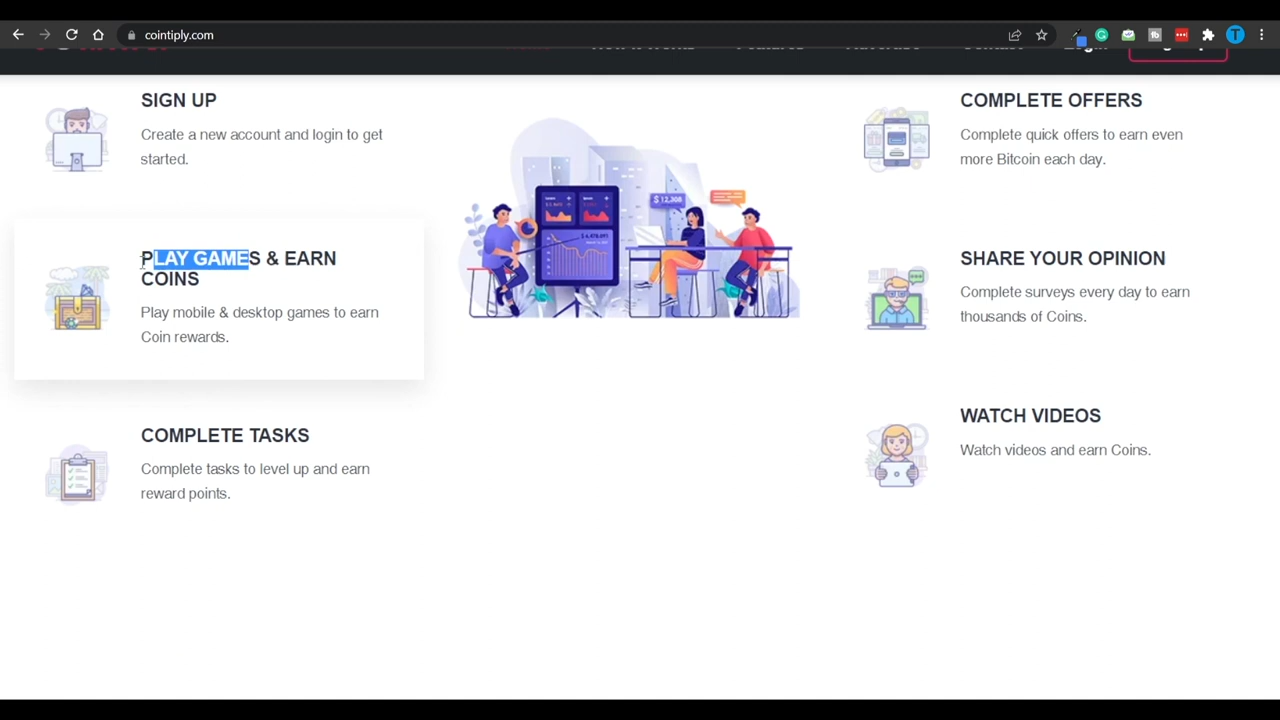 cointiply.com
SIGN UP
Create a new account and login to get
started.
PLAY GAMES & EARN
COINS
Play mobile & desktop games to earn
Coin rewards.
COMPLETE TASKS
Complete tasks to level up and earn
reward points.
$ 12,308
COMPLETE OFFERS
Complete quick offers to earn even
more Bitcoin each day.
SHARE YOUR OPINION
Complete surveys every day to earn
thousands of Coins.
WATCH VIDEOS
Watch videos and earn Coins.
T